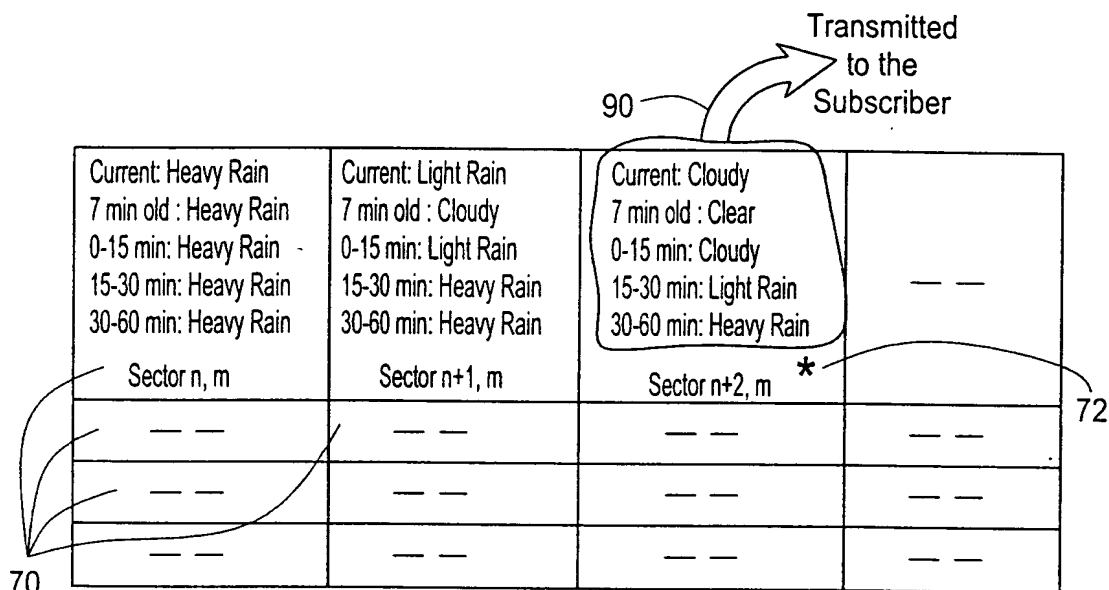 Transmitted
to the
Subscriber
90
Current: Heavy Rain
7 min old : Heavy Rain
0-15 min: Heavy Rain
15-30 min: Heavy Rain
30-60 min: Heavy Rain
Sector n, m
Current: Light Rain
7 min old : Cloudy
0-15 min: Light Rain
15-30 min: Heavy Rain
30-60 min: Heavy Rain
Sector n+1, m
Current: Cloudy
7 min old : Clear
0-15 min: Cloudy
15-30 min: Light Rain
30-60 min: Heavy Rain
*
Sector n+2, m
— —
72
— —
— —
— —
— —
— —
— —
— —
— —
— —
— —
— —
— —
70